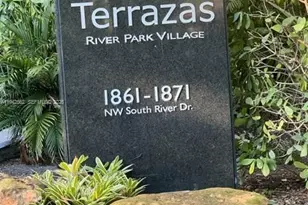 Terrazas
River Park Village
1861-1871
NW South River Dr.